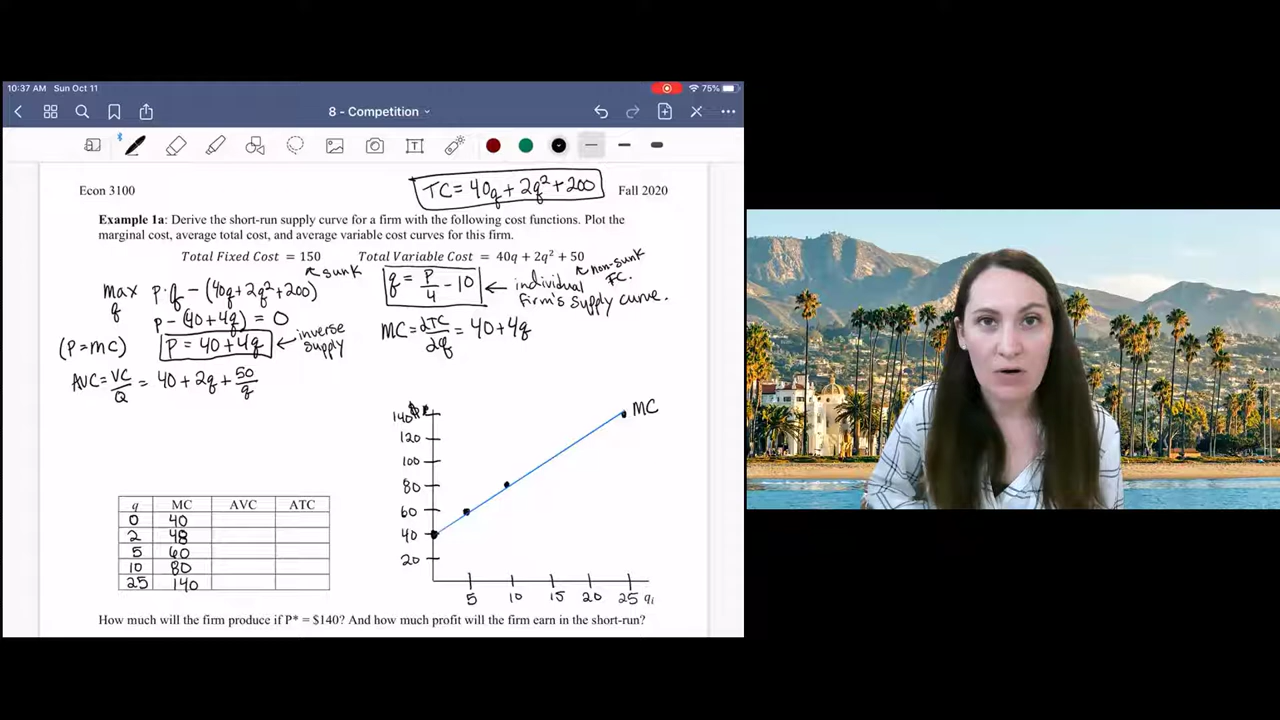 10:37 AM Sun Oct 11
75%
8 - Competition
Econ 3100
TC = 40q + 2q² + 200
Fall 2020
Example 1a: Derive the short-run supply curve for a firm with the following cost functions. Plot the
marginal cost, average total cost, and average variable cost curves for this firm.
Total Fixed Cost = 150
Total Variable Cost = 40q + 2q² + 50
sunk
non-sunk
FC.
max
q
P·q − (40q + 2q² + 200)
q = P/4 − 10
individual
firm's supply curve.
P − (40 + 4q) = 0
(P = MC)
P = 40 + 4q
inverse
supply
MC = ∂TC/∂q = 40 + 4q
AVC = VC/Q = 40 + 2q + 50/q
MC
140
120
100
80
60
40
20
5 10 15 20 25 qi
q MC AVC ATC
0 40
2 48
5 60
10 80
25 140
How much will the firm produce if P* = $140? And how much profit will the firm earn in the short-run?